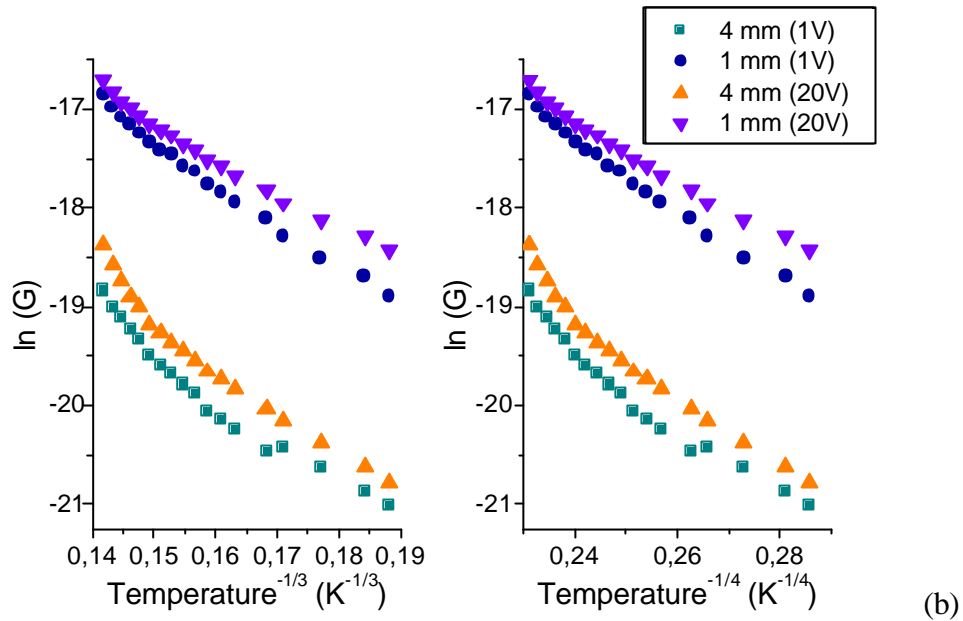 4 mm (1V)
1 mm (1V)
4 mm (20V)
1 mm (20V)
ln (G)
-17
-18
-19
-20
-21
0,14 0,15 0,16 0,17 0,18 0,19
Temperature^-1/3 (K^-1/3)
ln (G)
-17
-18
-19
-20
-21
0,24 0,26 0,28
Temperature^-1/4 (K^-1/4)
(b)